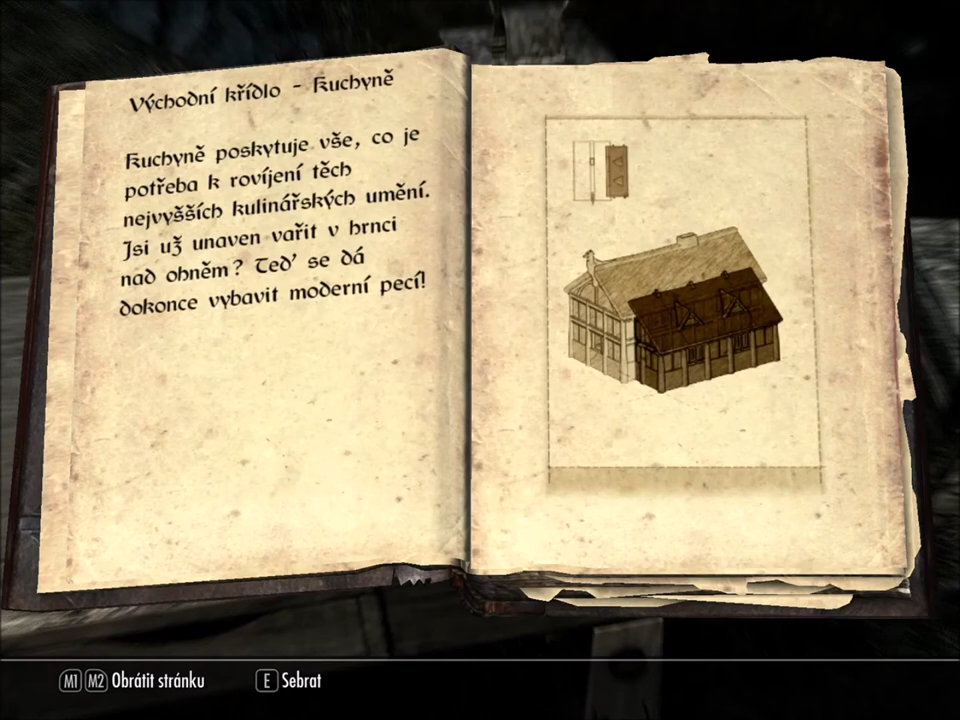 Východní křídlo - Kuchyně
Kuchyně poskytuje vše, co je
potřeba k rovíjení těch
nejvyšších kulinářských umění.
Jsi už unaven vařit v hrnci
nad ohněm? Teď se dá
dokonce vybavit moderní pecí!
M1 M2 Obrátit stránku
E Sebrat